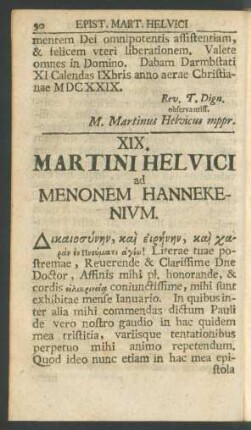 90 EPIST. MART. HELVICI
mentem Dei omnipotentis assistentiam,
& felicem vteri liberationem. Valete
omnes in Domino. Dabam Darmbstati
XI Calendas IXbris anno aerae Christia-
nae MDCXXIX.
Rev. T. Dign.
observantiss.
M. Martinus Helvicus mppr.
XIX.
MARTINI HELVICI
ad
MENONEM HANNEKE-
NIVM.
Δικαιοσύνην, καὶ εἰρήνην, καὶ χα-
ρὰν ἐν Πνεύματι ἁγίῳ! Literae tuae po-
stremae, Reuerende & Clarissime Dne
Doctor, Affinis mihi pl. honorande, &
cordis εἰλικρινείᾳ coniunctissime, mihi sunt
exhibitae mense Ianuario. In quibus in-
ter alia mihi commendas dictum Pauli
de vero nostro gaudio in hac quidem
mea tristitia, variisque tentationibus
perpetuo mihi animo repetendum.
Quod ideo nunc etiam in hac mea epi-
stola